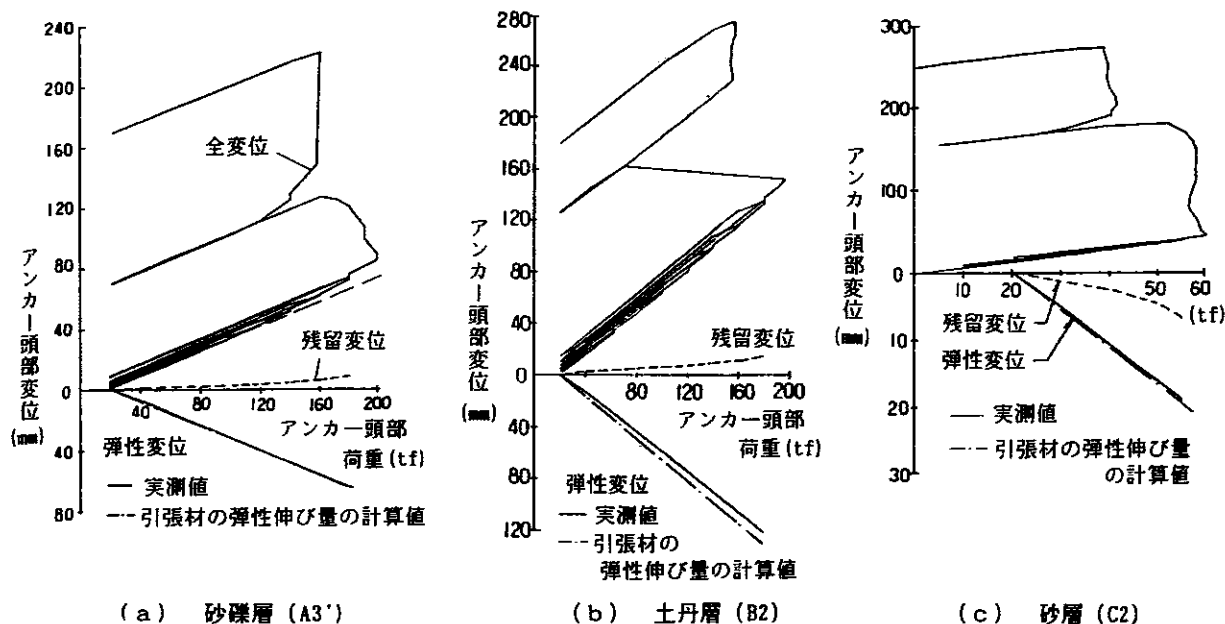 240
220
180
140
100
80
40
0
40
80
40
80
120
160
200
アンカー頭部変位
(mm)
全変位
残留変位
アンカー頭部
荷重(tf)
弾性変位
実測値
引張材の弾性伸び量の計算値
(a) 砂礫層(A3')
280
240
200
160
120
80
40
0
40
80
120
40
80
120
160
200
アンカー頭部変位
(mm)
残留変位
アンカー頭部
荷重(tf)
弾性変位
実測値
引張材の
弾性伸び量の計算値
(b) 土丹層(B2)
300
200
100
0
10
20
30
10
20
30
40
50
60
(tf)
アンカー頭部変位
(mm)
残留変位
弾性変位
実測値
引張材の弾性伸び量
の計算値
(c) 砂層(C2)